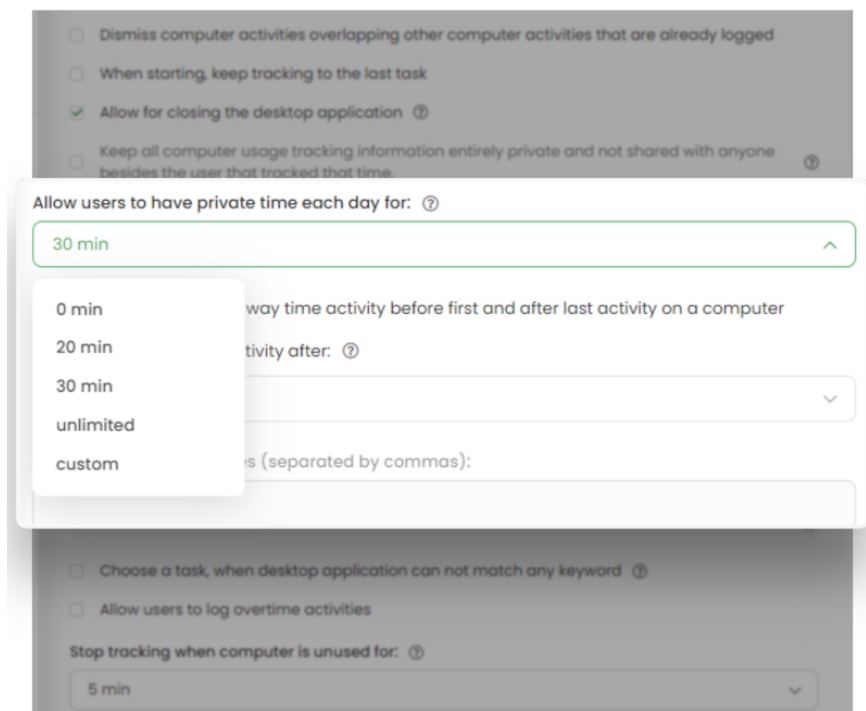 Dismiss computer activities overlapping other computer activities that are already logged
When starting, keep tracking to the last task
Allow for closing the desktop application
Keep all computer usage tracking information entirely private and not shared with anyone
besides the user that tracked that time.
Allow users to have private time each day for:
30 min
0 min
way time activity before first and after last activity on a computer
20 min
tivity after:
30 min
unlimited
custom
(separated by commas):
Choose a task, when desktop application can not match any keyword
Allow users to log overtime activities
Stop tracking when computer is unused for:
5 min